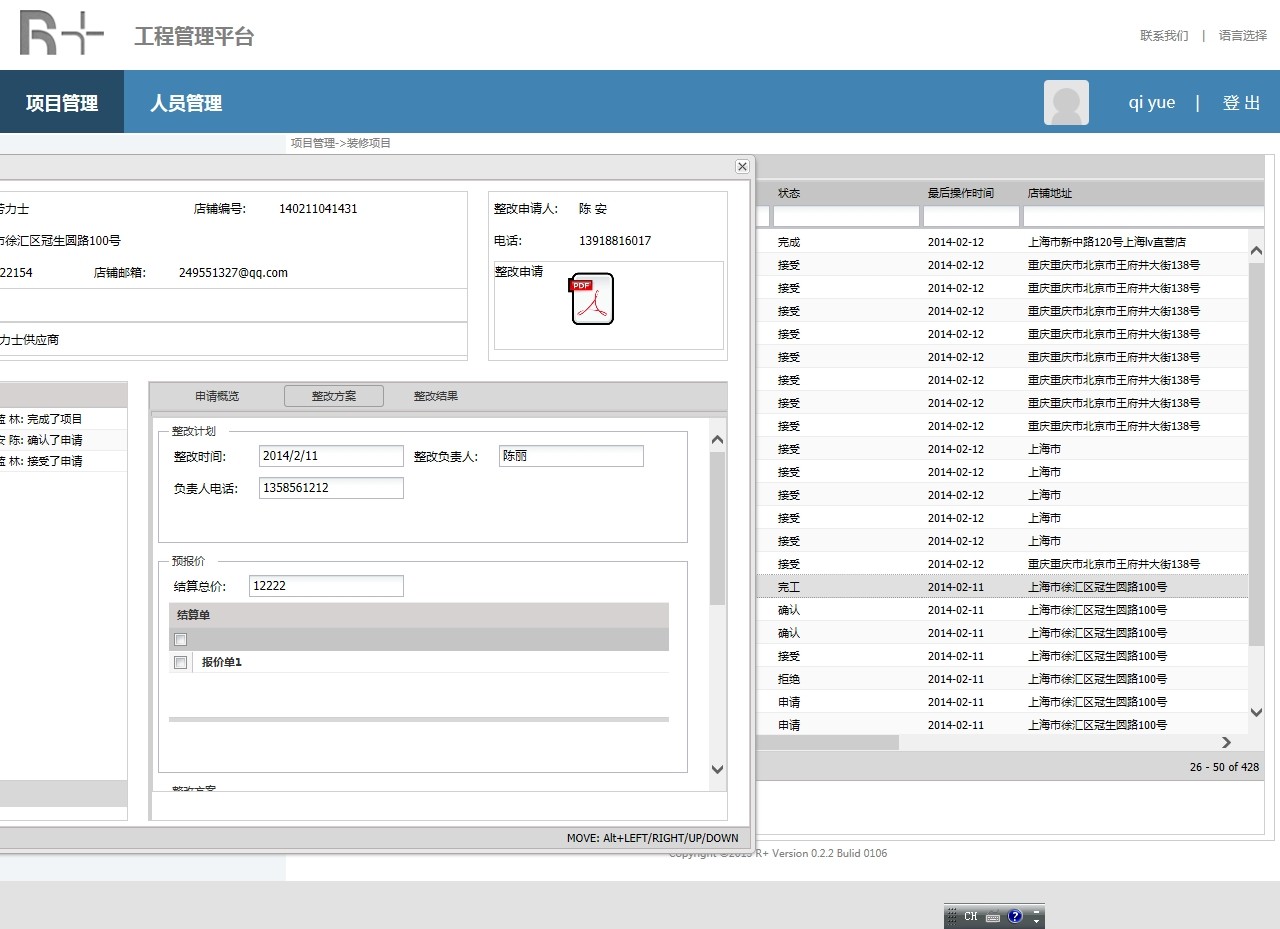 R+ 工程管理平台
联系我们 | 语言选择
项目管理 人员管理
qi yue | 登 出
项目管理->装修项目
力士 店铺编号: 140211041431
徐汇区冠生圆路100号
22154 店铺邮箱: 249551327@qq.com
力士供应商
整改申请人: 陈 安
电话: 13918816017
整改申请
PDF
林: 完成了项目
陈: 确认了申请
林: 接受了申请
申请概览 整改方案 整改结果
整改计划
整改时间: 2014/2/11 整改负责人: 陈丽
负责人电话: 1358561212
预报价
结算总价: 12222
结算单
报价单1
整改方案
MOVE: Alt+LEFT/RIGHT/UP/DOWN
状态 最后操作时间 店铺地址
完成 2014-02-12 上海市新中路120号上海lv直营店
接受 2014-02-12 重庆重庆市北京市王府井大街138号
接受 2014-02-12 重庆重庆市北京市王府井大街138号
接受 2014-02-12 重庆重庆市北京市王府井大街138号
接受 2014-02-12 重庆重庆市北京市王府井大街138号
接受 2014-02-12 重庆重庆市北京市王府井大街138号
接受 2014-02-12 重庆重庆市北京市王府井大街138号
接受 2014-02-12 重庆重庆市北京市王府井大街138号
接受 2014-02-12 重庆重庆市北京市王府井大街138号
接受 2014-02-12 上海市
接受 2014-02-12 上海市
接受 2014-02-12 上海市
接受 2014-02-12 上海市
接受 2014-02-12 上海市
接受 2014-02-12 重庆重庆市北京市王府井大街138号
完工 2014-02-11 上海市徐汇区冠生圆路100号
确认 2014-02-11 上海市徐汇区冠生圆路100号
确认 2014-02-11 上海市徐汇区冠生圆路100号
接受 2014-02-11 上海市徐汇区冠生圆路100号
拒绝 2014-02-11 上海市徐汇区冠生圆路100号
申请 2014-02-11 上海市徐汇区冠生圆路100号
申请 2014-02-11 上海市徐汇区冠生圆路100号
26 - 50 of 428
Copyright ©2013 R+ Version 0.2.2 Bulid 0106
CH